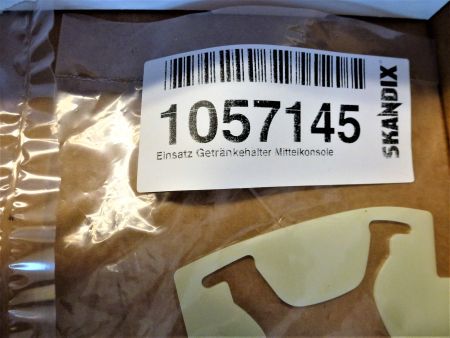 1057145
Einsatz Getränkehalter Mittelkonsole
SKANDIX